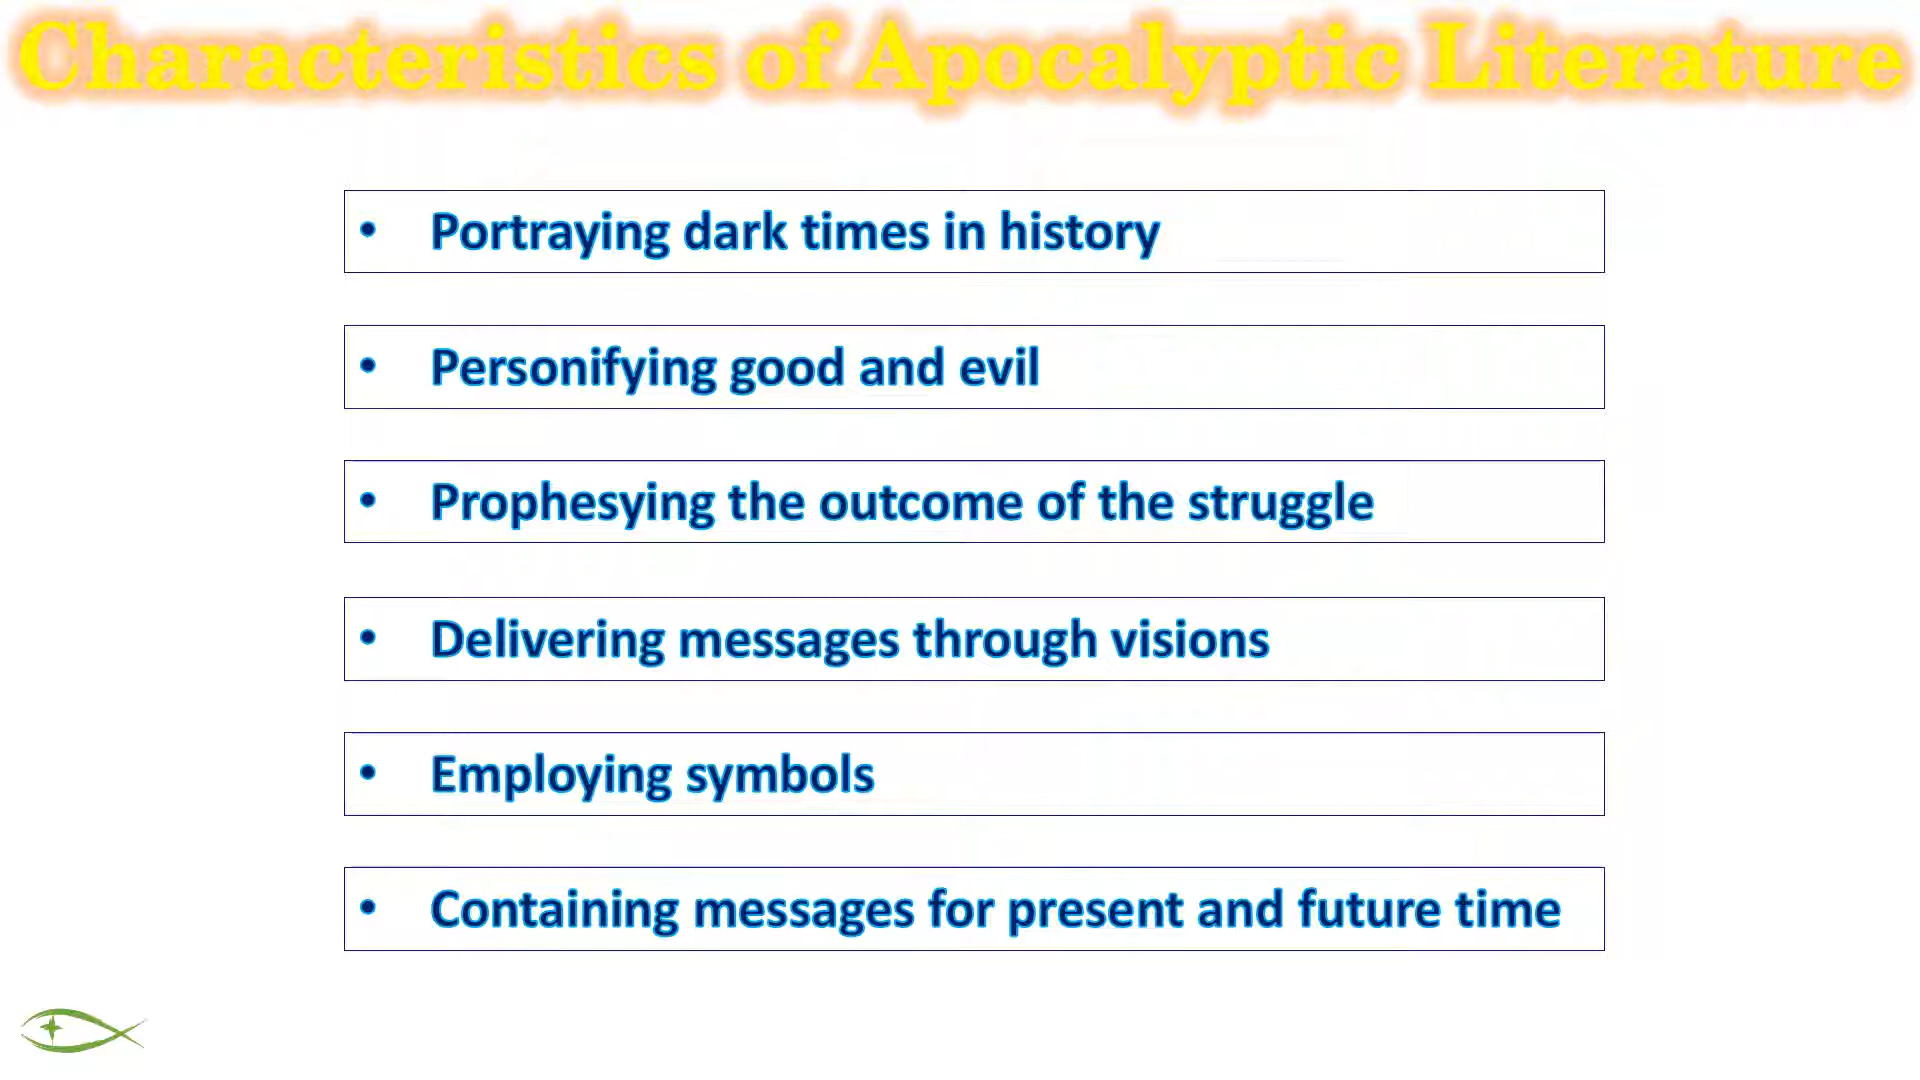 Characteristics of Apocalyptic Literature
• Portraying dark times in history
• Personifying good and evil
• Prophesying the outcome of the struggle
• Delivering messages through visions
• Employing symbols
• Containing messages for present and future time